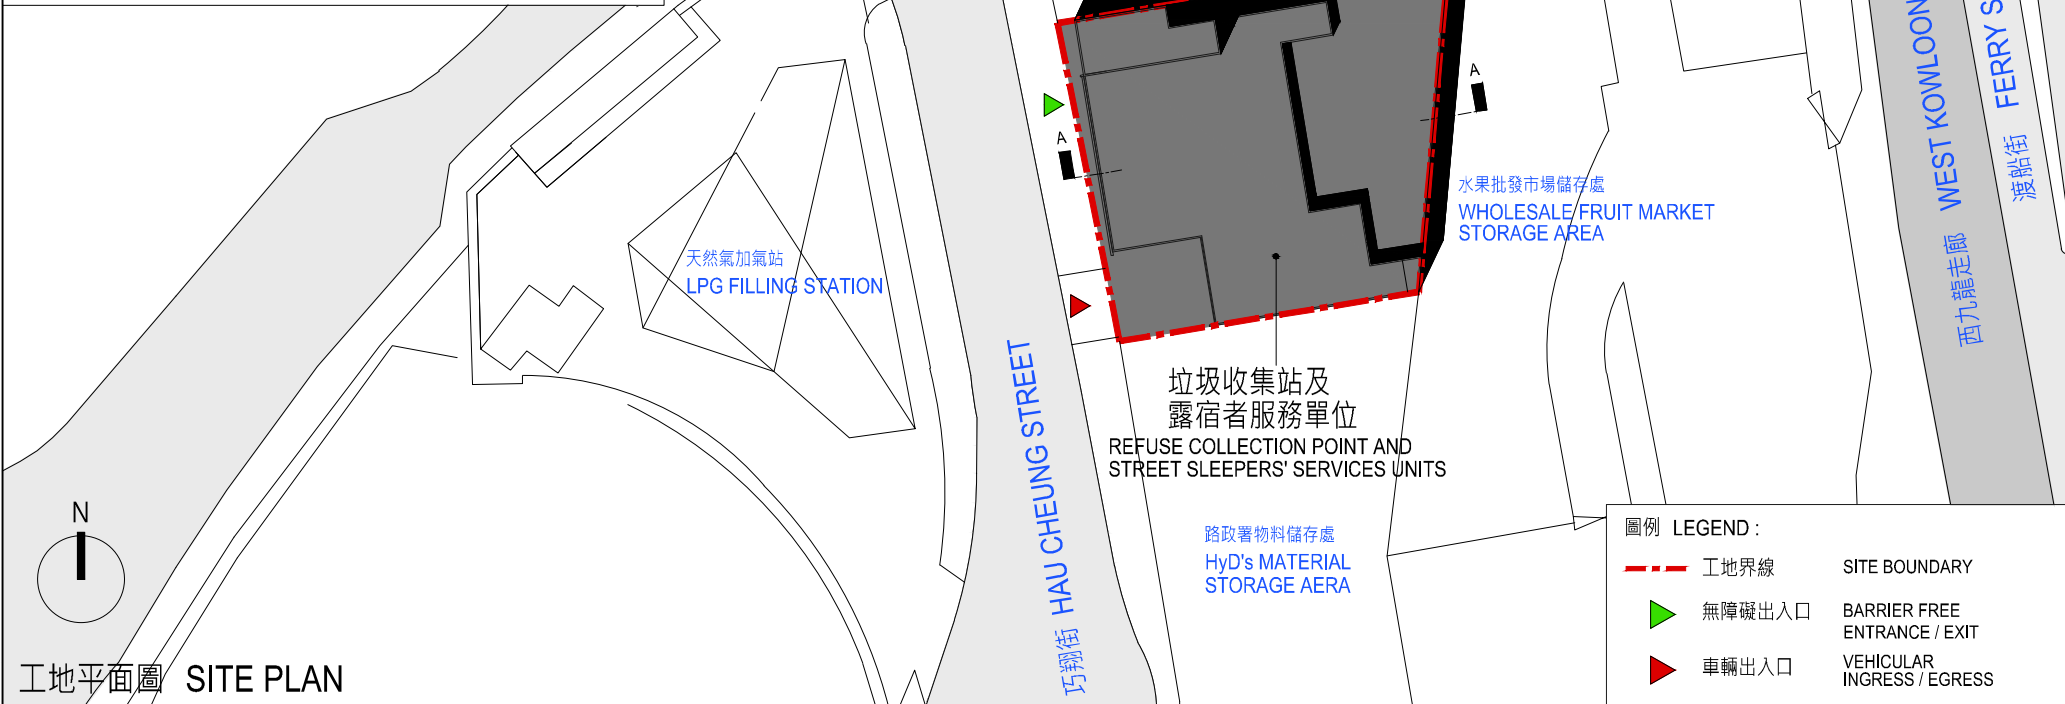 A
A
WEST KOWLOON
西九龍走廊
FERRY S
渡船街
水果批發市場儲存處
WHOLESALE FRUIT MARKET
STORAGE AREA
天然氣加氣站
LPG FILLING STATION
巧翔街 HAU CHEUNG STREET
垃圾收集站及
露宿者服務單位
REFUSE COLLECTION POINT AND
STREET SLEEPERS' SERVICES UNITS
路政署物料儲存處
HyD's MATERIAL
STORAGE AERA
N
工地平面圖 SITE PLAN
圖例 LEGEND :
工地界線 SITE BOUNDARY
無障礙出入口 BARRIER FREE
ENTRANCE / EXIT
車輛出入口 VEHICULAR
INGRESS / EGRESS